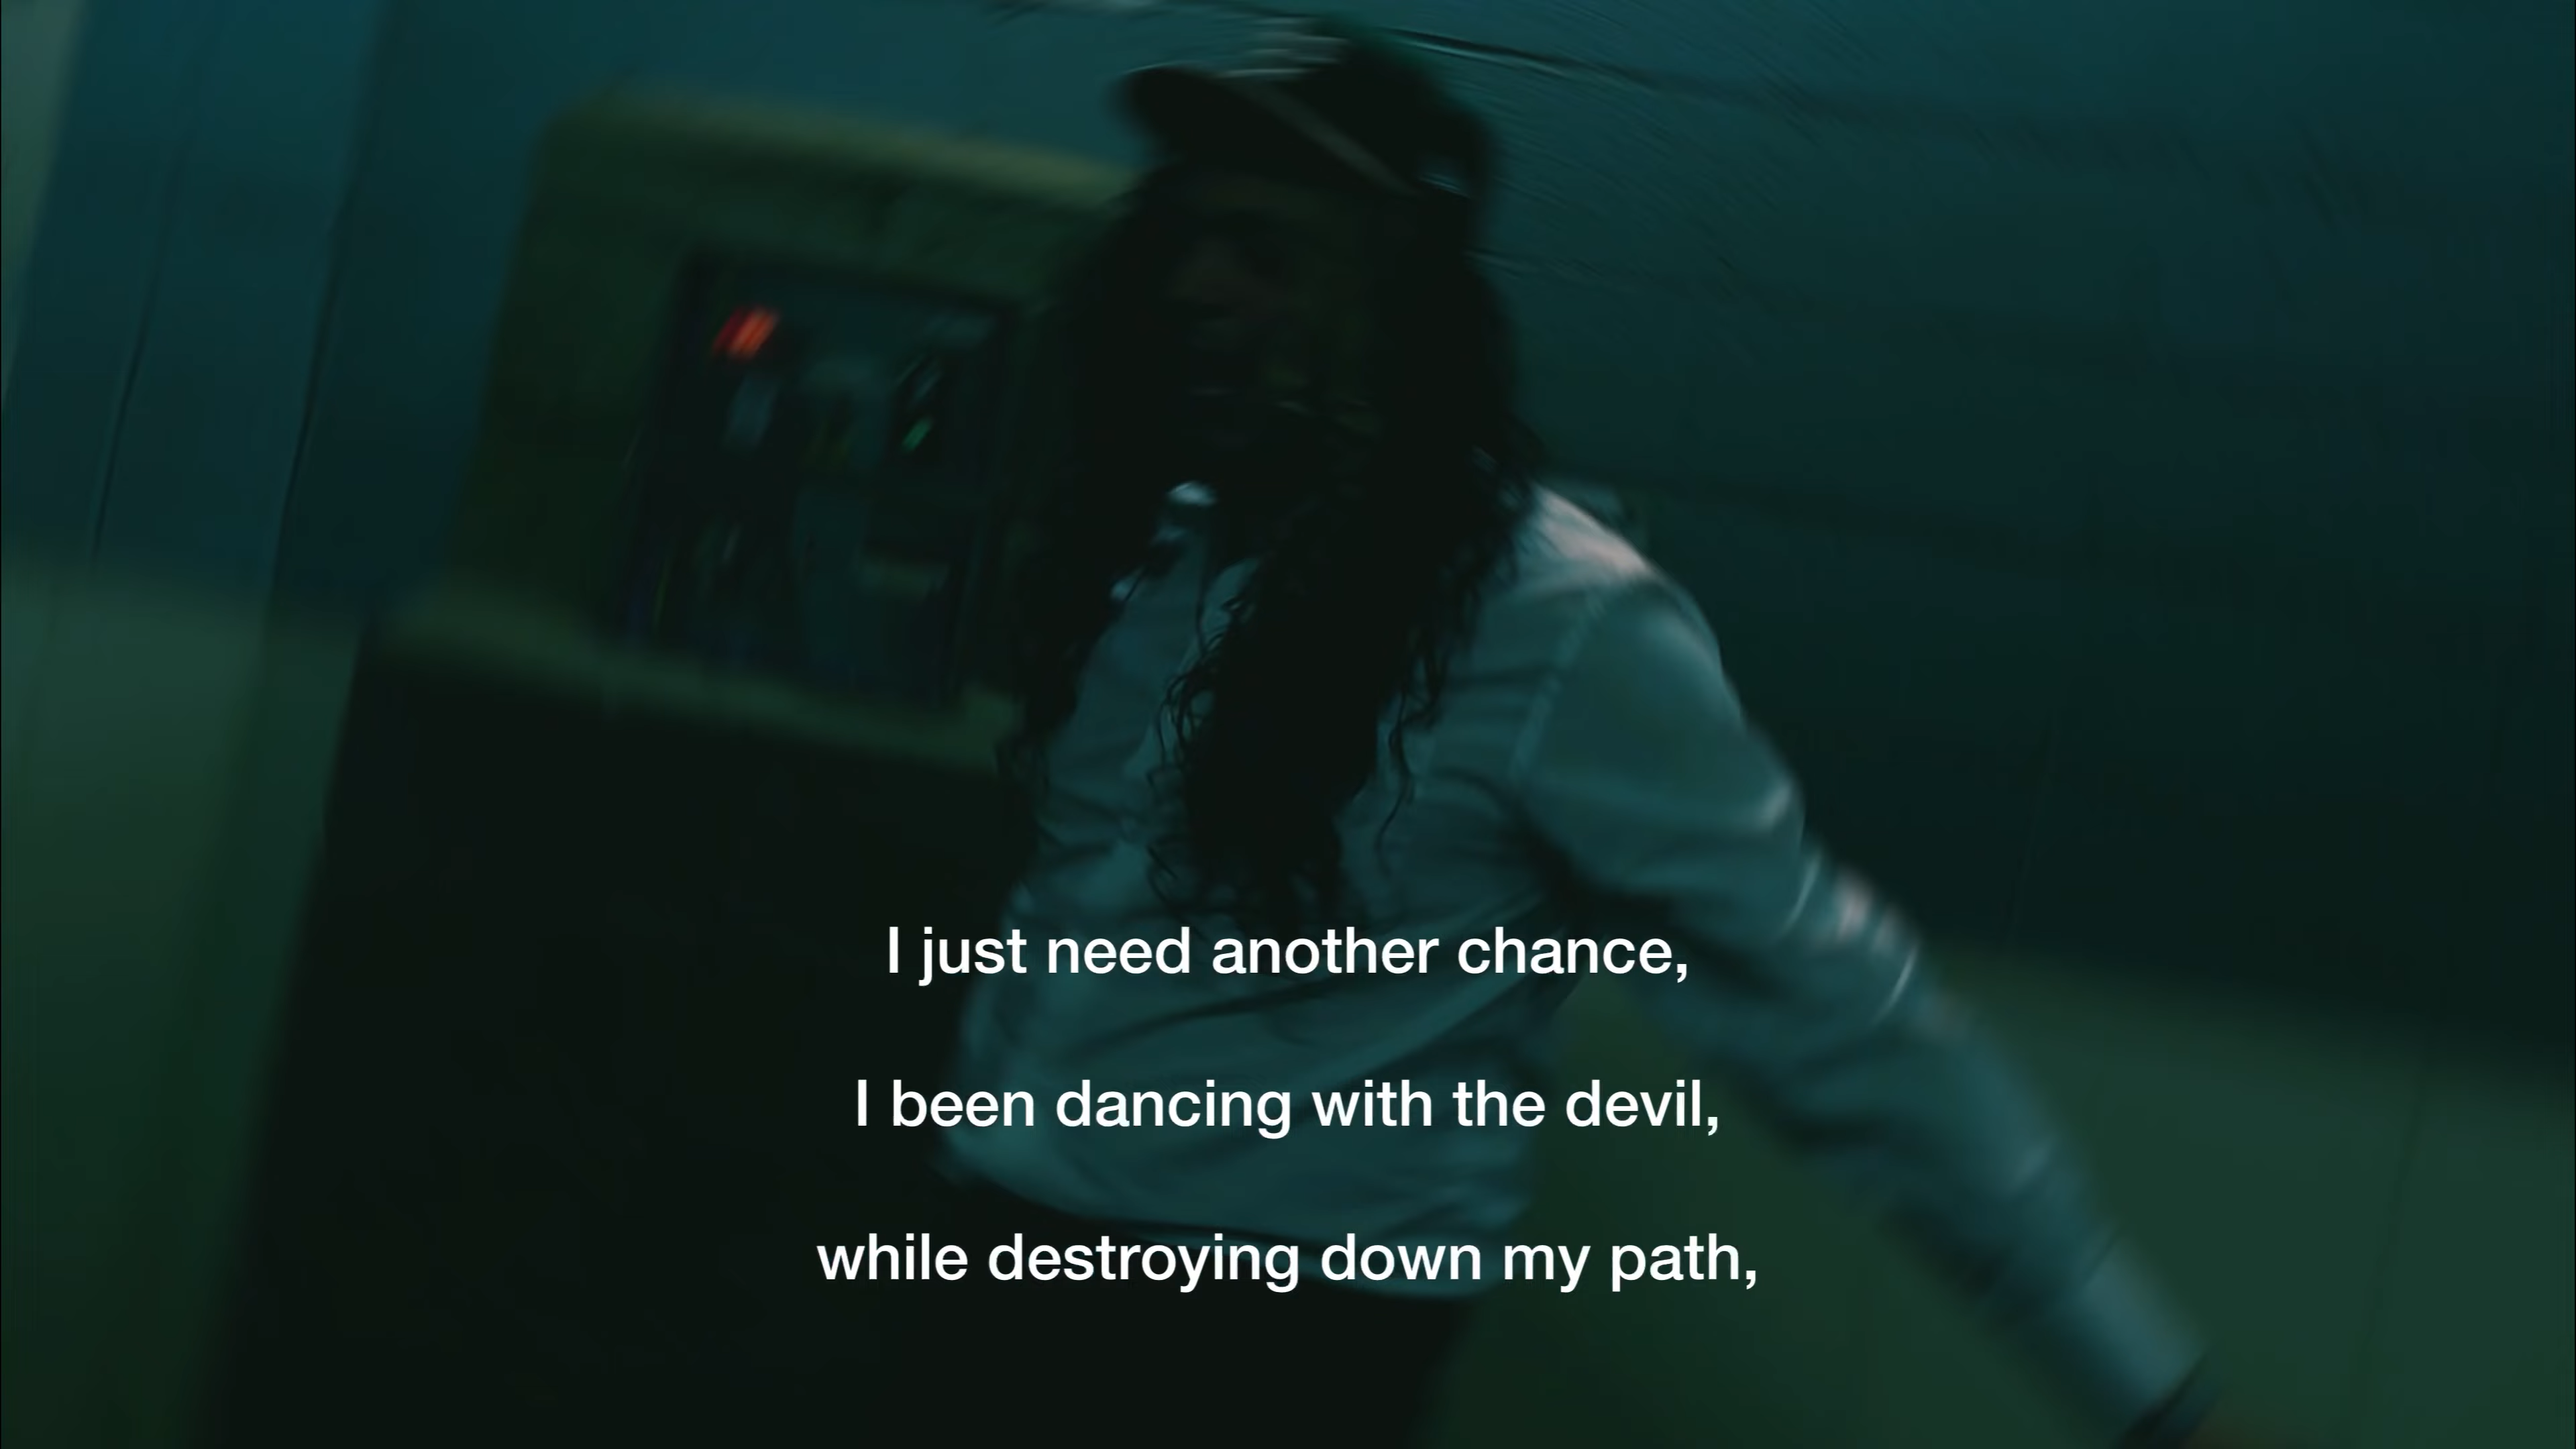 I just need another chance,
I been dancing with the devil,
while destroying down my path,